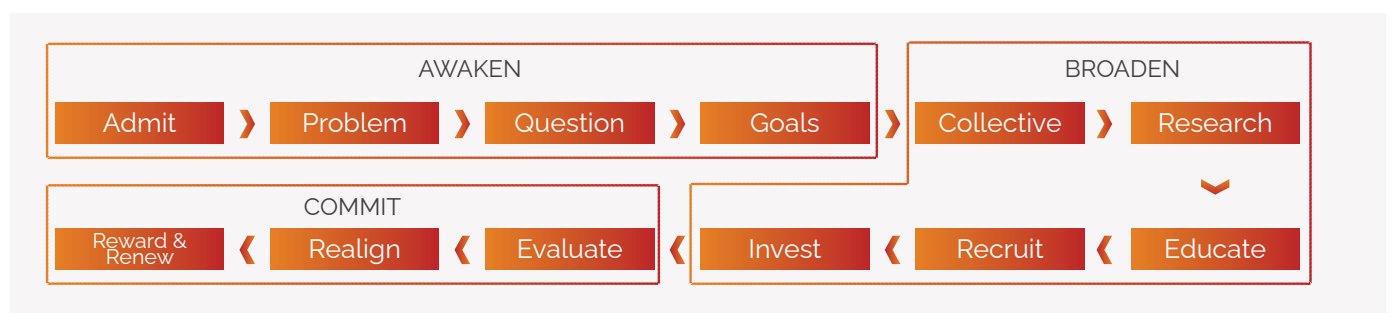 AWAKEN
BROADEN
Admit
Problem
Question
Goals
Collective
Research
COMMIT
Reward &
Renew
Realign
Evaluate
Invest
Recruit
Educate